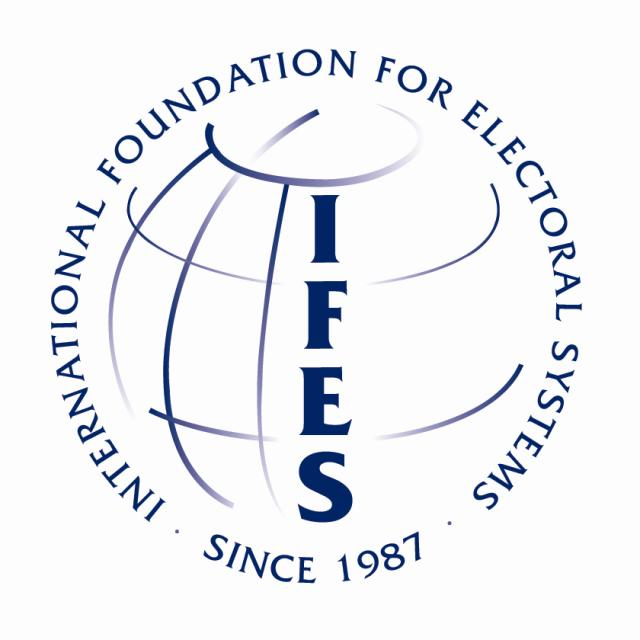 INTERNATIONAL FOUNDATION FOR ELECTORAL SYSTEMS
IFES
· SINCE 1987 ·